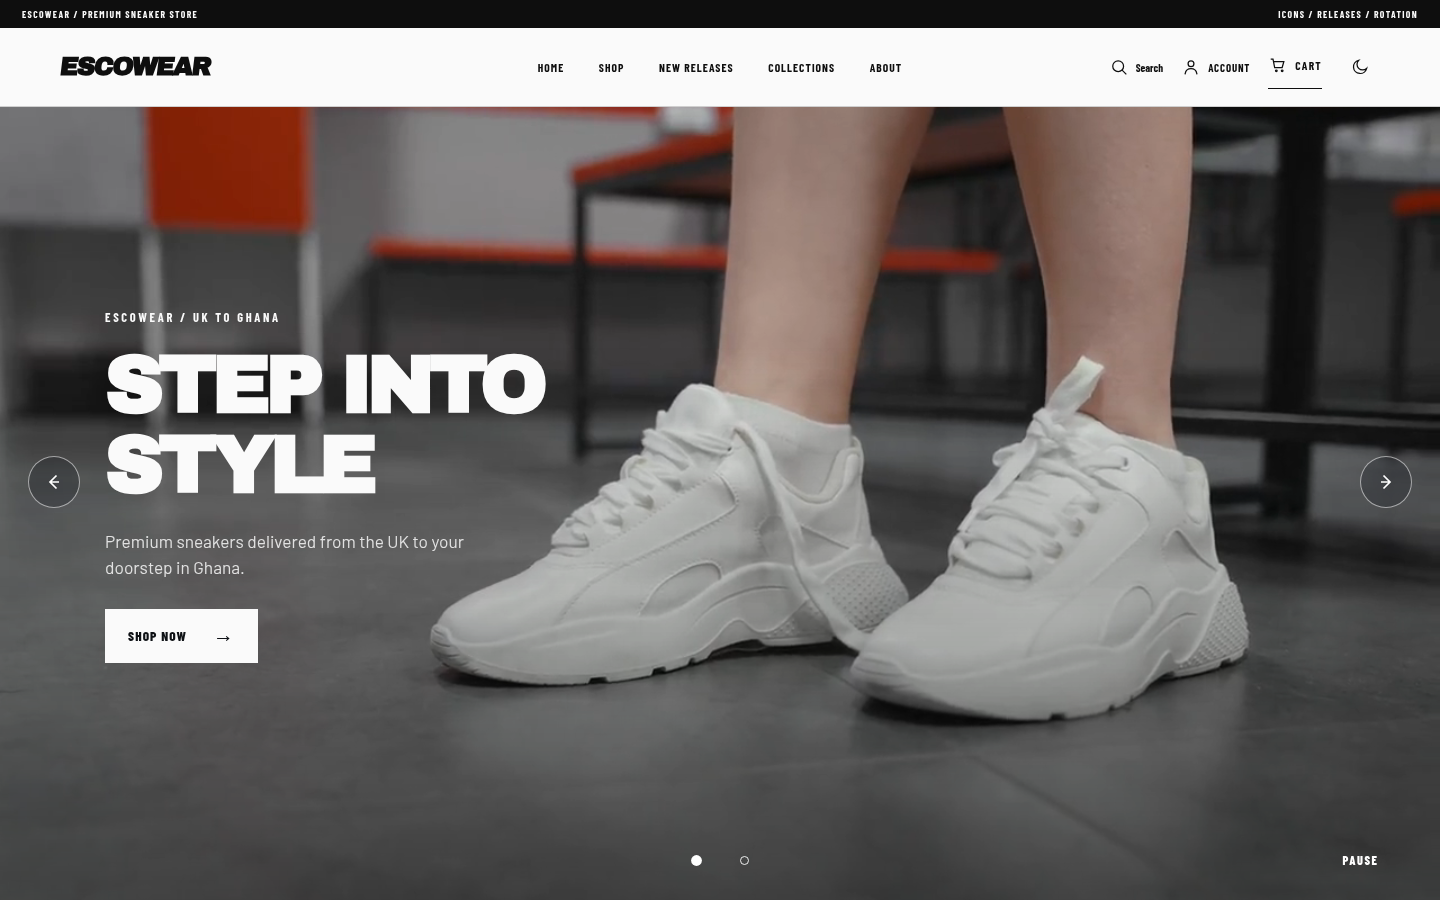 ESCOWEAR / PREMIUM SNEAKER STORE
ICONS / RELEASES / ROTATION
ESCOWEAR
HOME
SHOP
NEW RELEASES
COLLECTIONS
ABOUT
Search
ACCOUNT
CART
ESCOWEAR / UK TO GHANA
STEP INTO
STYLE
Premium sneakers delivered from the UK to your
doorstep in Ghana.
SHOP NOW →
PAUSE